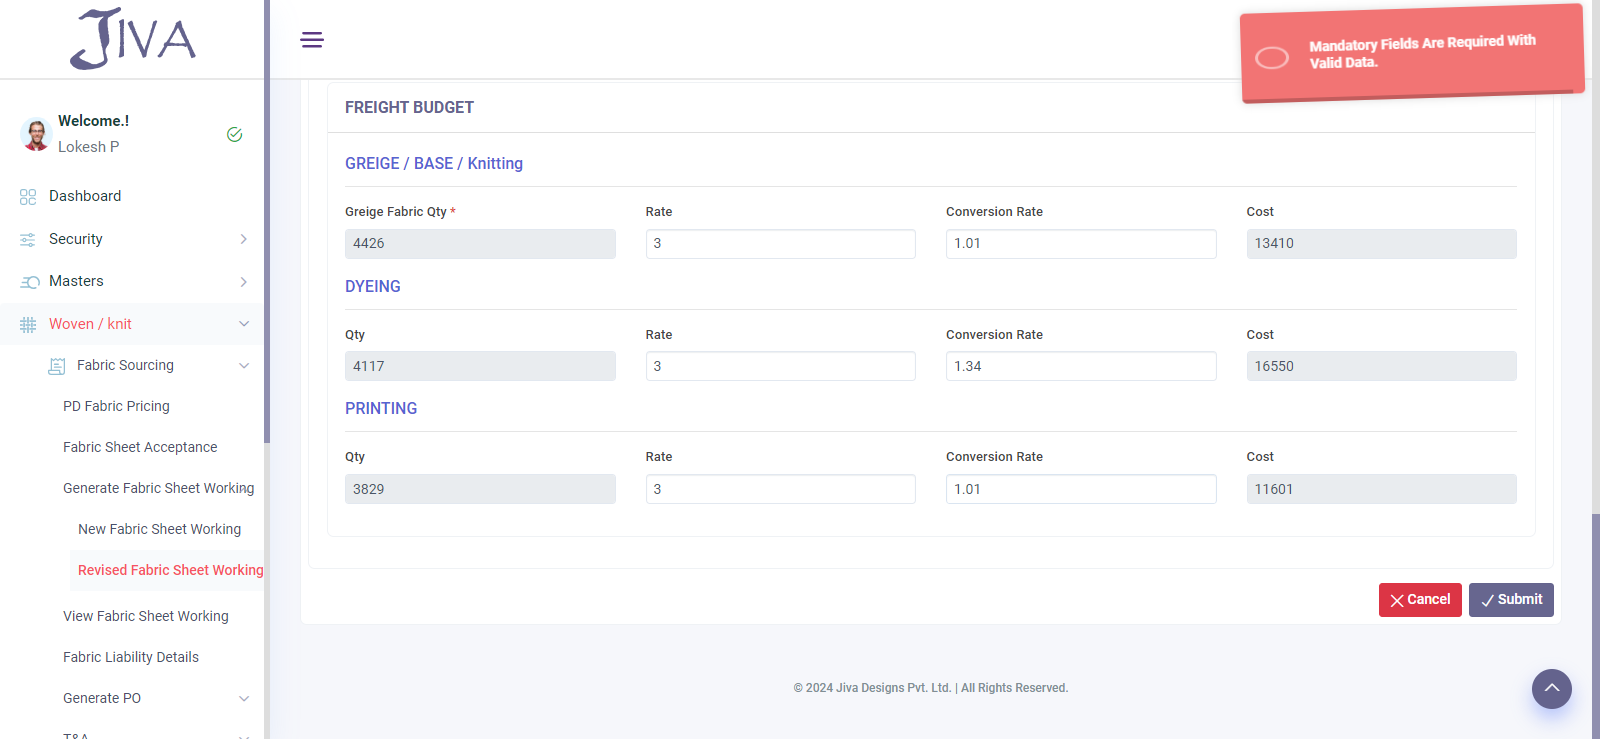 JIVA
Mandatory Fields Are Required With
Valid Data.
Welcome.!
Lokesh P
Dashboard
Security
Masters
Woven / knit
Fabric Sourcing
PD Fabric Pricing
Fabric Sheet Acceptance
Generate Fabric Sheet Working
New Fabric Sheet Working
Revised Fabric Sheet Working
View Fabric Sheet Working
Fabric Liability Details
Generate PO
T&A
FREIGHT BUDGET
GREIGE / BASE / Knitting
Greige Fabric Qty * Rate Conversion Rate Cost
4426 3 1.01 13410
DYEING
Qty Rate Conversion Rate Cost
4117 3 1.34 16550
PRINTING
Qty Rate Conversion Rate Cost
3829 3 1.01 11601
Cancel Submit
© 2024 Jiva Designs Pvt. Ltd. | All Rights Reserved.